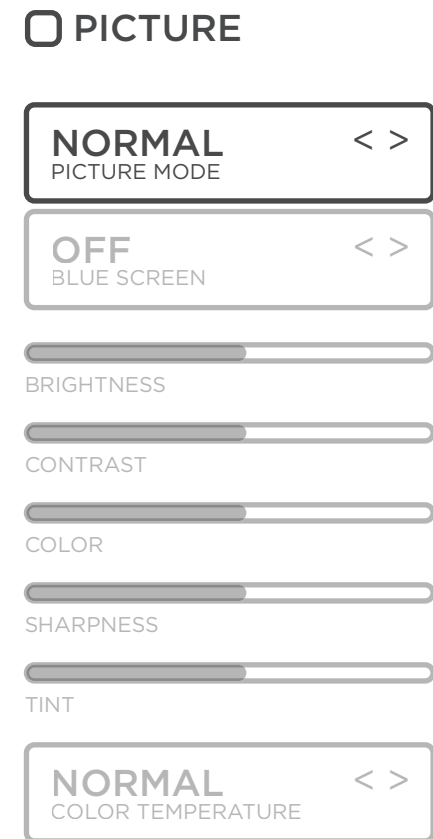 PICTURE
NORMAL < >
PICTURE MODE
OFF < >
BLUE SCREEN
BRIGHTNESS
CONTRAST
COLOR
SHARPNESS
TINT
NORMAL < >
COLOR TEMPERATURE